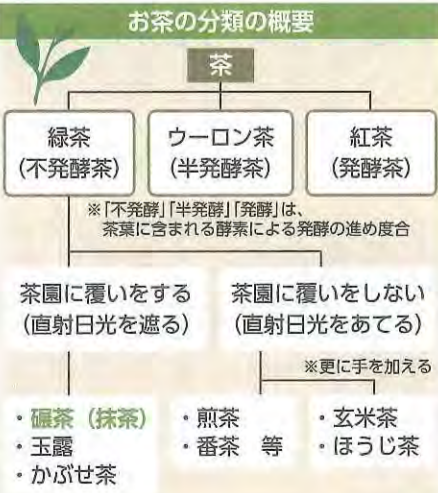 お茶の分類の概要
茶
緑茶
(不発酵茶)
ウーロン茶
(半発酵茶)
紅茶
(発酵茶)
※「不発酵」「半発酵」「発酵」は、
茶葉に含まれる酵素による発酵の進め度合
茶園に覆いをする
(直射日光を遮る)
茶園に覆いをしない
(直射日光をあてる)
※更に手を加える
・碾茶(抹茶)
・玉露
・かぶせ茶
・煎茶
・番茶 等
・玄米茶
・ほうじ茶